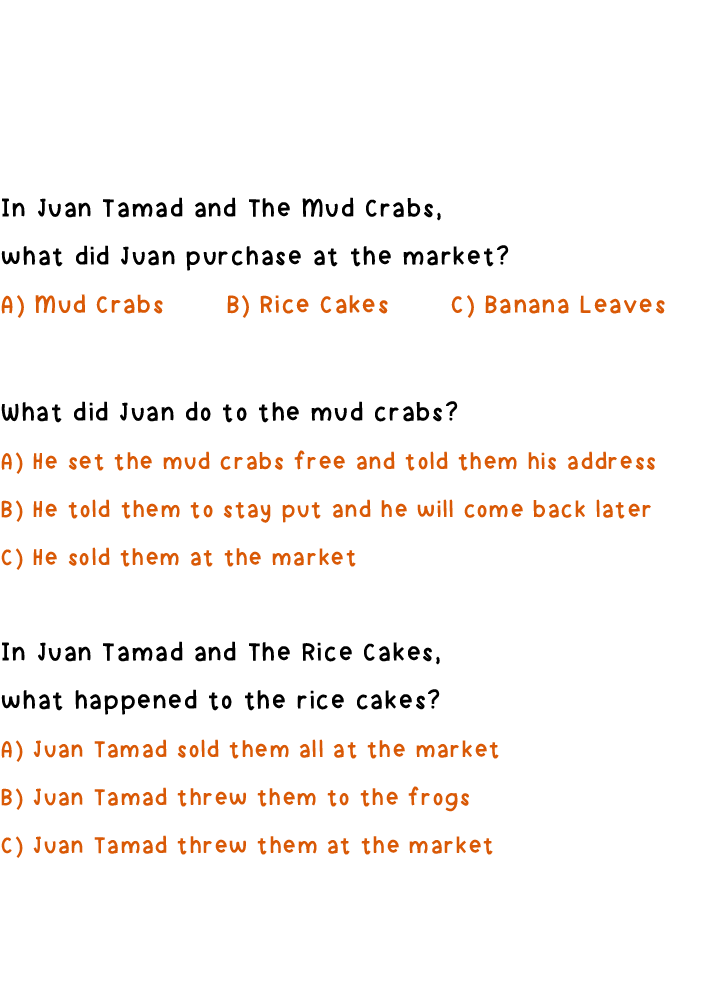 In Juan Tamad and The Mud Crabs,
what did Juan purchase at the market?
A) Mud Crabs B) Rice Cakes C) Banana Leaves
What did Juan do to the mud crabs?
A) He set the mud crabs free and told them his address
B) He told them to stay put and he will come back later
C) He sold them at the market
In Juan Tamad and The Rice Cakes,
what happened to the rice cakes?
A) Juan Tamad sold them all at the market
B) Juan Tamad threw them to the frogs
C) Juan Tamad threw them at the market